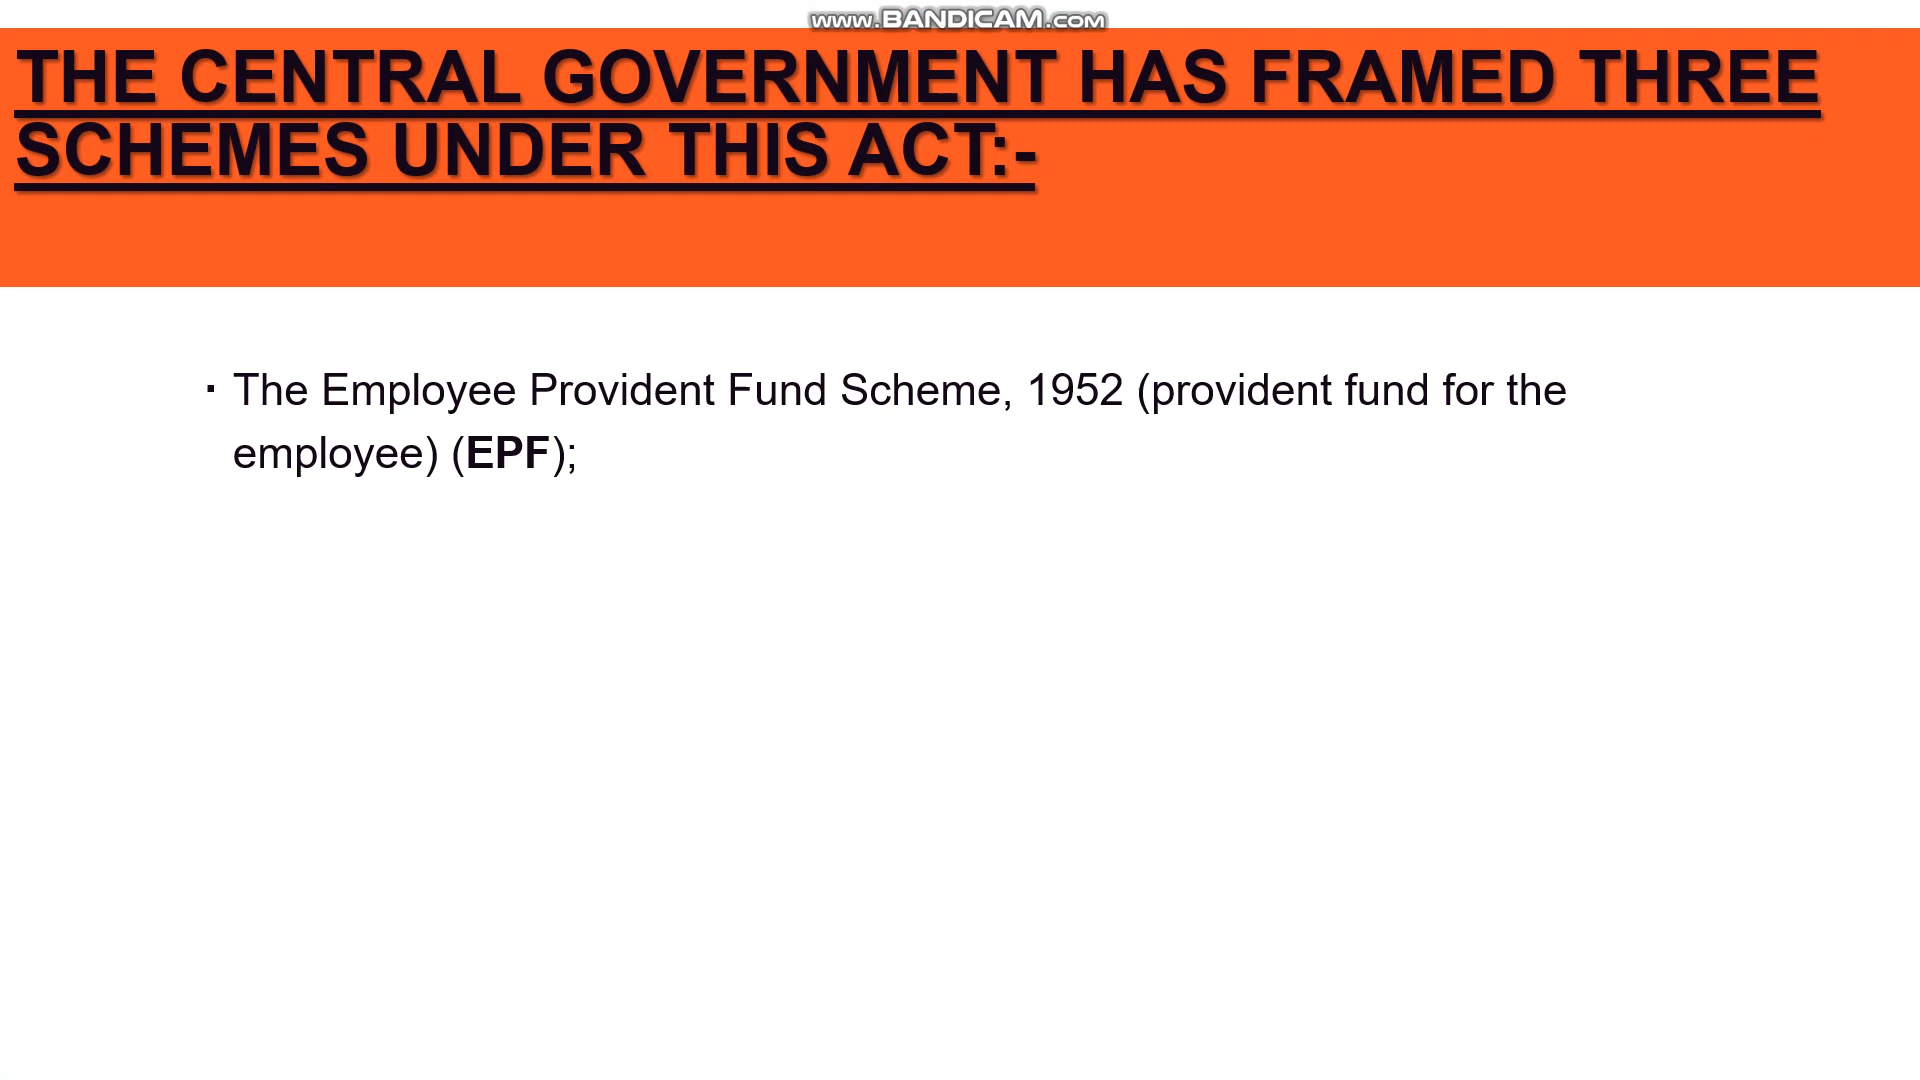 www.BANDICAM.com
THE CENTRAL GOVERNMENT HAS FRAMED THREE
SCHEMES UNDER THIS ACT:-
▪ The Employee Provident Fund Scheme, 1952 (provident fund for the
employee) (EPF);